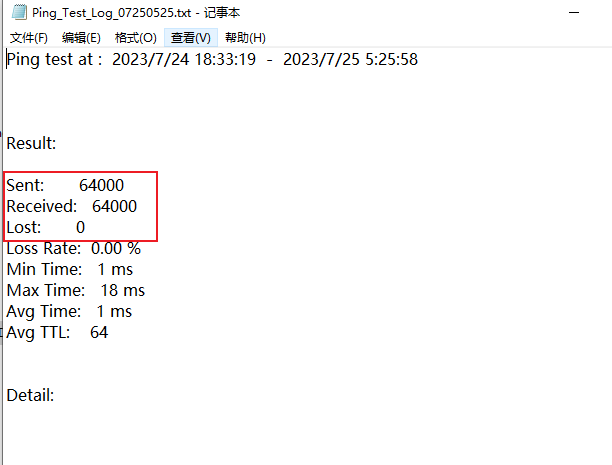 Ping_Test_Log_07250525.txt - 记事本
文件(F) 编辑(E) 格式(O) 查看(V) 帮助(H)
Ping test at : 2023/7/24 18:33:19 - 2023/7/25 5:25:58
Result:
Sent: 64000
Received: 64000
Lost: 0
Loss Rate: 0.00 %
Min Time: 1 ms
Max Time: 18 ms
Avg Time: 1 ms
Avg TTL: 64
Detail: